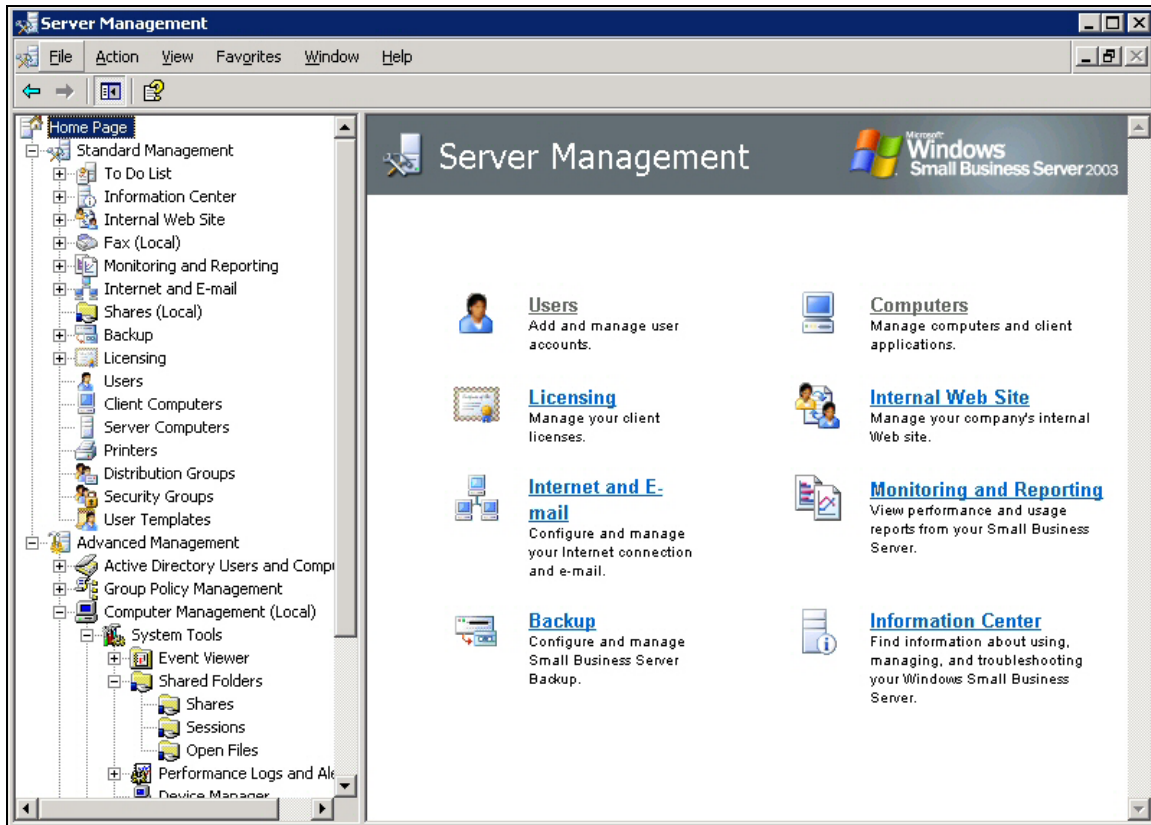 Server Management
File Action View Favorites Window Help
Home Page
Standard Management
To Do List
Information Center
Internal Web Site
Fax (Local)
Monitoring and Reporting
Internet and E-mail
Shares (Local)
Backup
Licensing
Users
Client Computers
Server Computers
Printers
Distribution Groups
Security Groups
User Templates
Advanced Management
Active Directory Users and Compu
Group Policy Management
Computer Management (Local)
System Tools
Event Viewer
Shared Folders
Shares
Sessions
Open Files
Performance Logs and Ale
Device Manager
Server Management
Microsoft
Windows
Small Business Server 2003
Users
Add and manage user
accounts.
Computers
Manage computers and client
applications.
Licensing
Manage your client
licenses.
Internal Web Site
Manage your company's internal
Web site.
Internet and E-
mail
Configure and manage
your Internet connection
and e-mail.
Monitoring and Reporting
View performance and usage
reports from your Small Business
Server.
Backup
Configure and manage
Small Business Server
Backup.
Information Center
Find information about using,
managing, and troubleshooting
your Windows Small Business
Server.